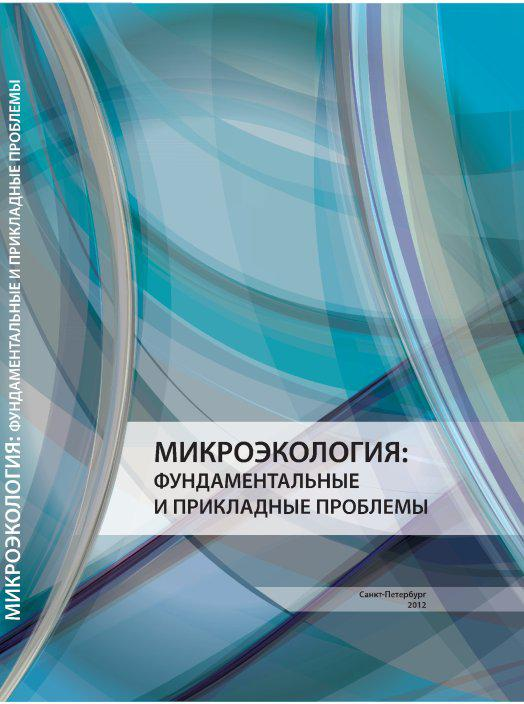 МИКРОЭКОЛОГИЯ: ФУНДАМЕНТАЛЬНЫЕ И ПРИКЛАДНЫЕ ПРОБЛЕМЫ
МИКРОЭКОЛОГИЯ:
ФУНДАМЕНТАЛЬНЫЕ
И ПРИКЛАДНЫЕ ПРОБЛЕМЫ
Санкт-Петербург
2012